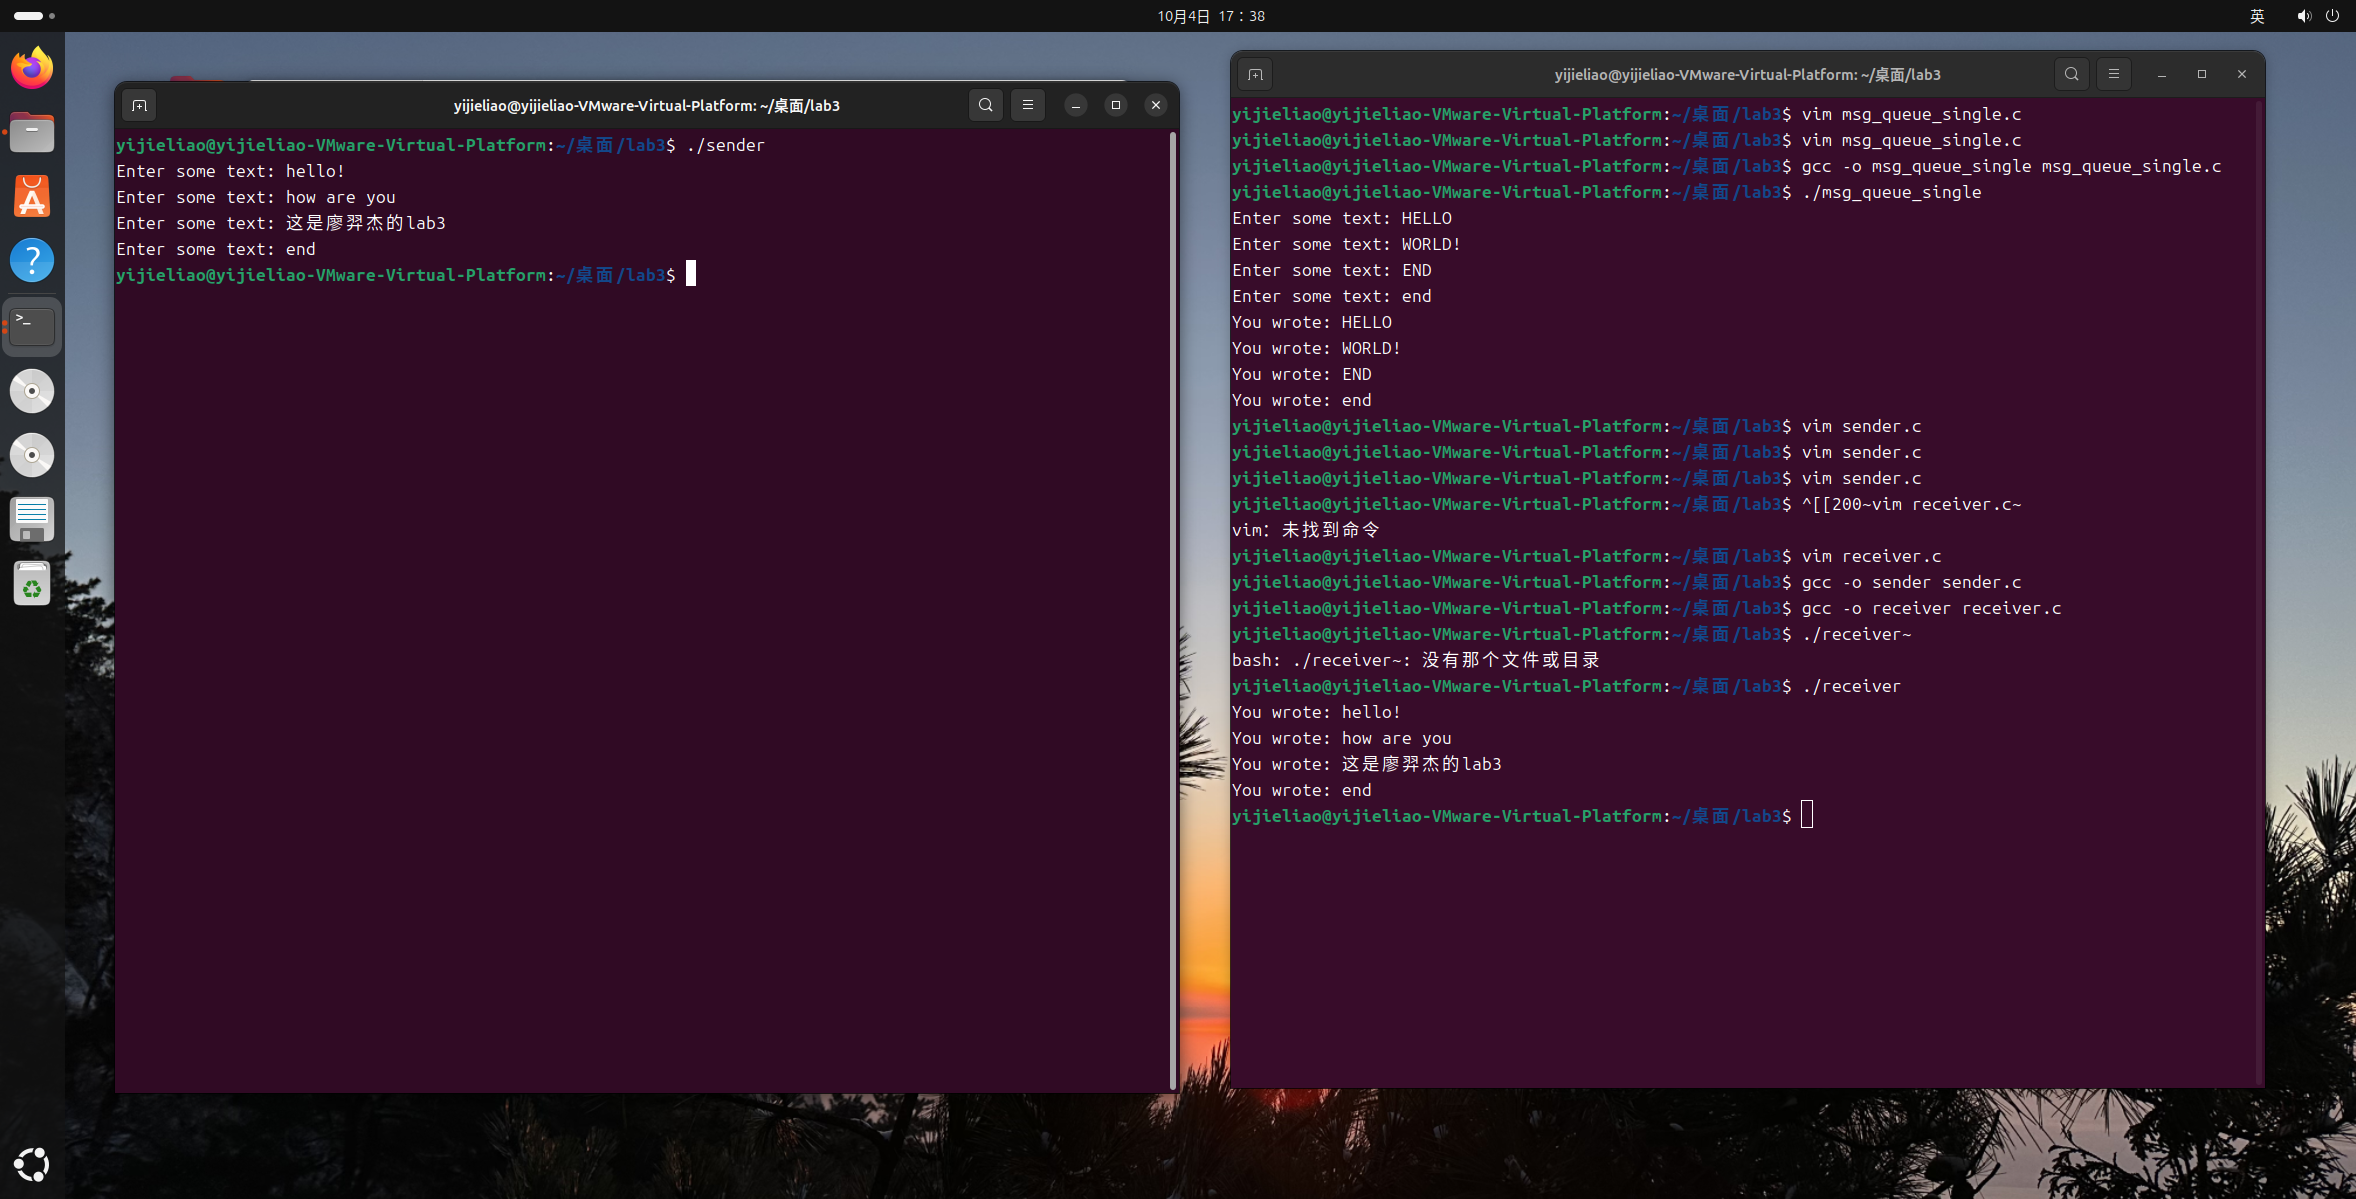 10月4日 17：38
英
yijieliao@yijieliao-VMware-Virtual-Platform: ~/桌面/lab3
yijieliao@yijieliao-VMware-Virtual-Platform:~/桌面/lab3$ ./sender
Enter some text: hello!
Enter some text: how are you
Enter some text: 这是廖羿杰的lab3
Enter some text: end
yijieliao@yijieliao-VMware-Virtual-Platform:~/桌面/lab3$
yijieliao@yijieliao-VMware-Virtual-Platform: ~/桌面/lab3
yijieliao@yijieliao-VMware-Virtual-Platform:~/桌面/lab3$ vim msg_queue_single.c
yijieliao@yijieliao-VMware-Virtual-Platform:~/桌面/lab3$ vim msg_queue_single.c
yijieliao@yijieliao-VMware-Virtual-Platform:~/桌面/lab3$ gcc -o msg_queue_single msg_queue_single.c
yijieliao@yijieliao-VMware-Virtual-Platform:~/桌面/lab3$ ./msg_queue_single
Enter some text: HELLO
Enter some text: WORLD!
Enter some text: END
Enter some text: end
You wrote: HELLO
You wrote: WORLD!
You wrote: END
You wrote: end
yijieliao@yijieliao-VMware-Virtual-Platform:~/桌面/lab3$ vim sender.c
yijieliao@yijieliao-VMware-Virtual-Platform:~/桌面/lab3$ vim sender.c
yijieliao@yijieliao-VMware-Virtual-Platform:~/桌面/lab3$ vim sender.c
yijieliao@yijieliao-VMware-Virtual-Platform:~/桌面/lab3$ ^[[200~vim receiver.c~
vim：未找到命令
yijieliao@yijieliao-VMware-Virtual-Platform:~/桌面/lab3$ vim receiver.c
yijieliao@yijieliao-VMware-Virtual-Platform:~/桌面/lab3$ gcc -o sender sender.c
yijieliao@yijieliao-VMware-Virtual-Platform:~/桌面/lab3$ gcc -o receiver receiver.c
yijieliao@yijieliao-VMware-Virtual-Platform:~/桌面/lab3$ ./receiver~
bash: ./receiver~: 没有那个文件或目录
yijieliao@yijieliao-VMware-Virtual-Platform:~/桌面/lab3$ ./receiver
You wrote: hello!
You wrote: how are you
You wrote: 这是廖羿杰的lab3
You wrote: end
yijieliao@yijieliao-VMware-Virtual-Platform:~/桌面/lab3$